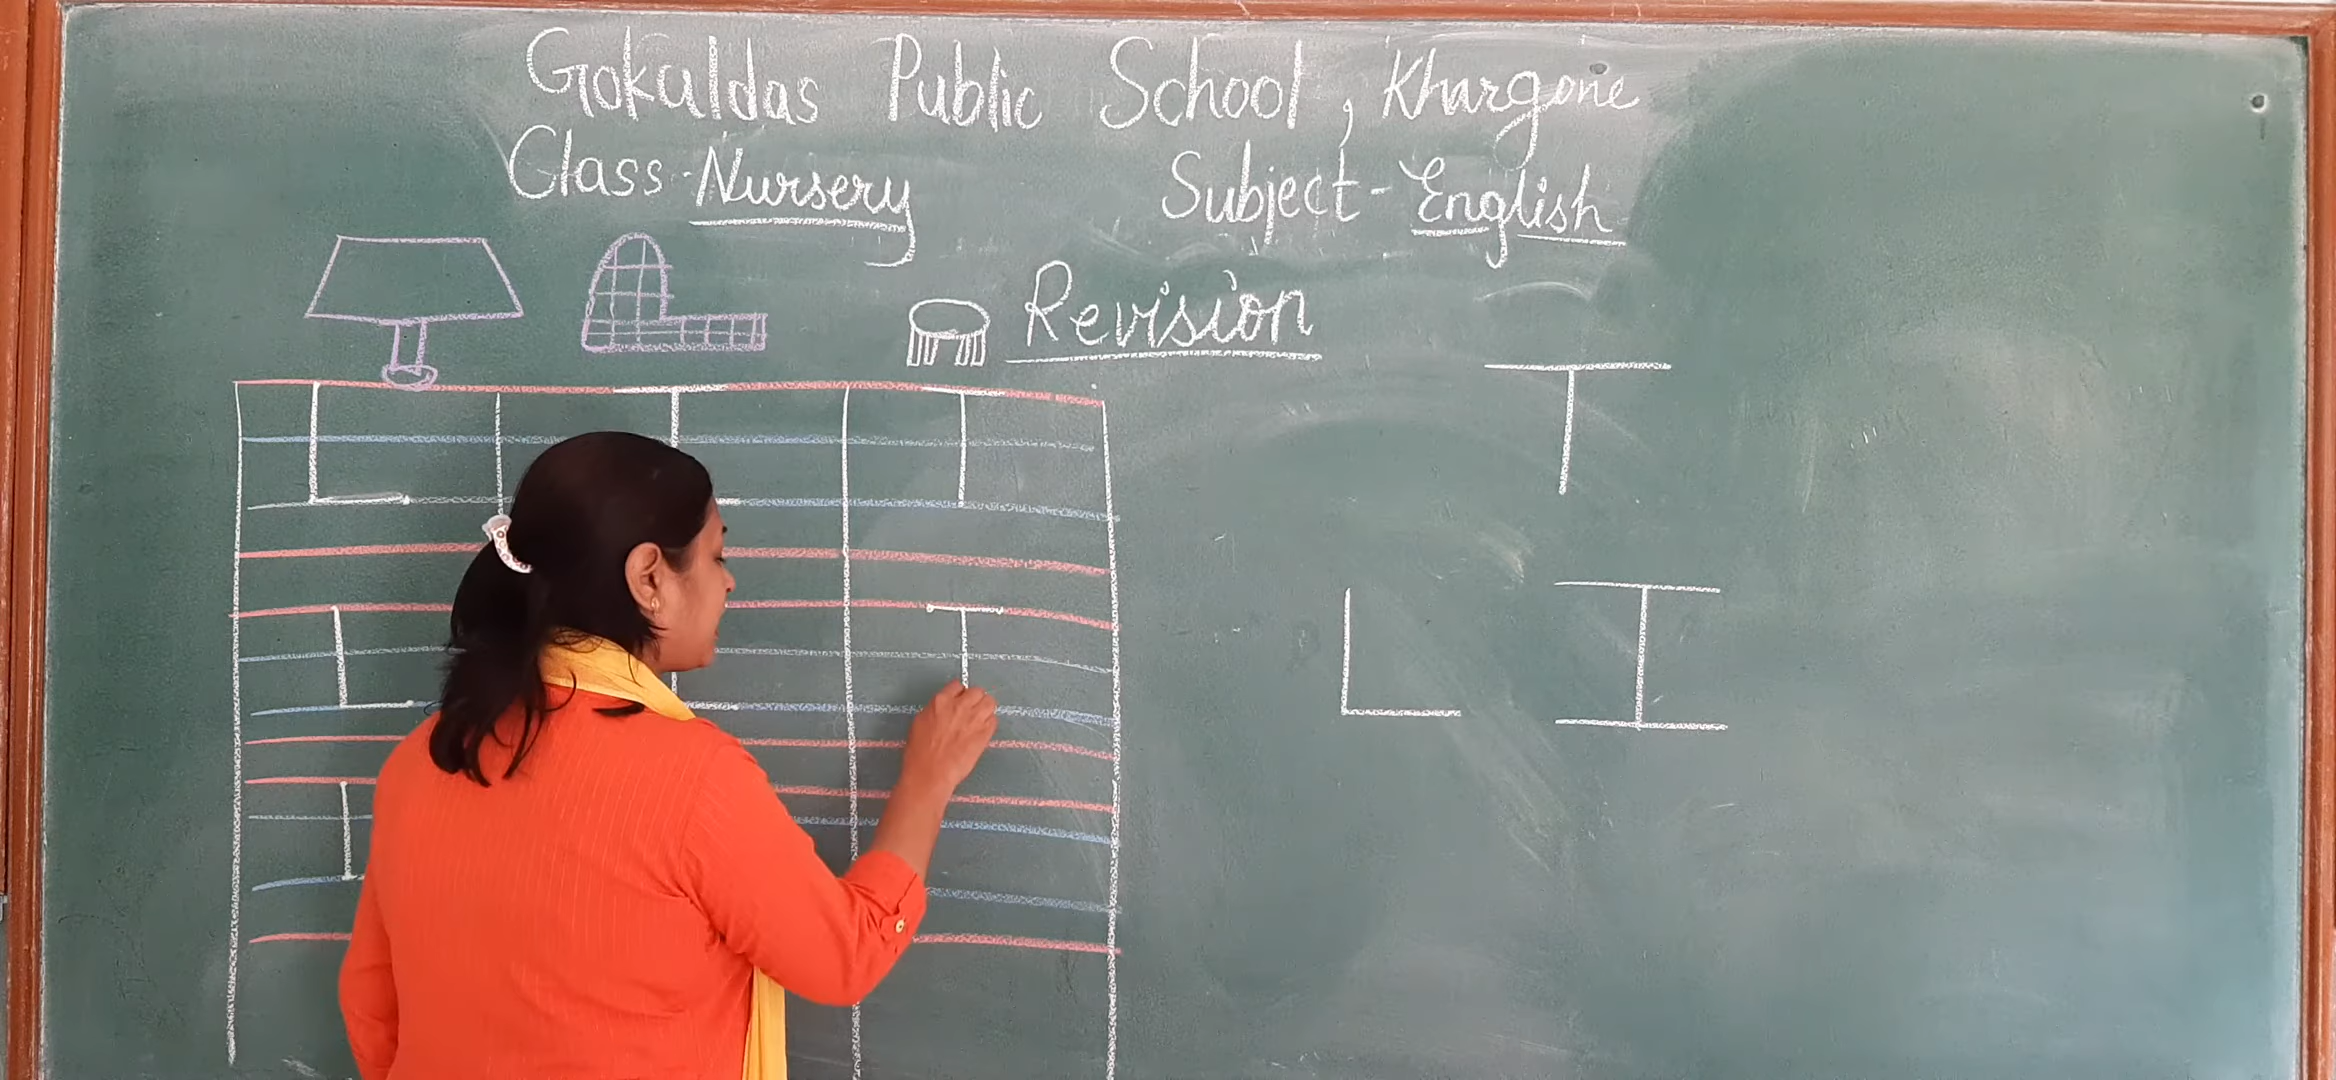 Gokuldas Public School, Khargone
Class-Nursery Subject-English
Revision
T
L I
L I T
L I T
L